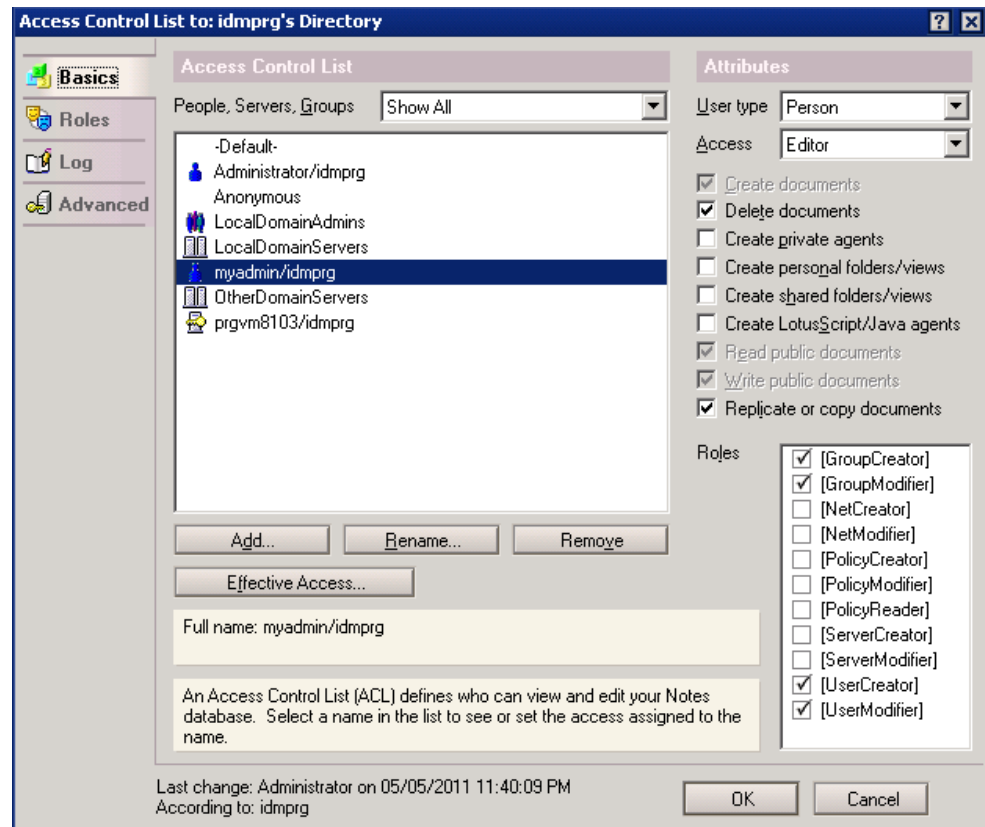 Access Control List to: idmprg's Directory
Basics
Roles
Log
Advanced
Access Control List
People, Servers, Groups
Show All
-Default-
Administrator/idmprg
Anonymous
LocalDomainAdmins
LocalDomainServers
myadmin/idmprg
OtherDomainServers
prgvm8103/idmprg
Add...
Rename...
Remove
Effective Access...
Full name: myadmin/idmprg
An Access Control List (ACL) defines who can view and edit your Notes
database. Select a name in the list to see or set the access assigned to the
name.
Attributes
User type
Person
Access
Editor
Create documents
Delete documents
Create private agents
Create personal folders/views
Create shared folders/views
Create LotusScript/Java agents
Read public documents
Write public documents
Replicate or copy documents
Roles
[GroupCreator]
[GroupModifier]
[NetCreator]
[NetModifier]
[PolicyCreator]
[PolicyModifier]
[PolicyReader]
[ServerCreator]
[ServerModifier]
[UserCreator]
[UserModifier]
Last change: Administrator on 05/05/2011 11:40:09 PM
According to: idmprg
OK
Cancel